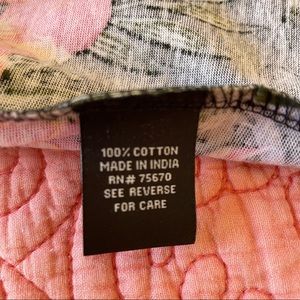 100% COTTON
MADE IN INDIA
RN# 75670
SEE REVERSE
FOR CARE